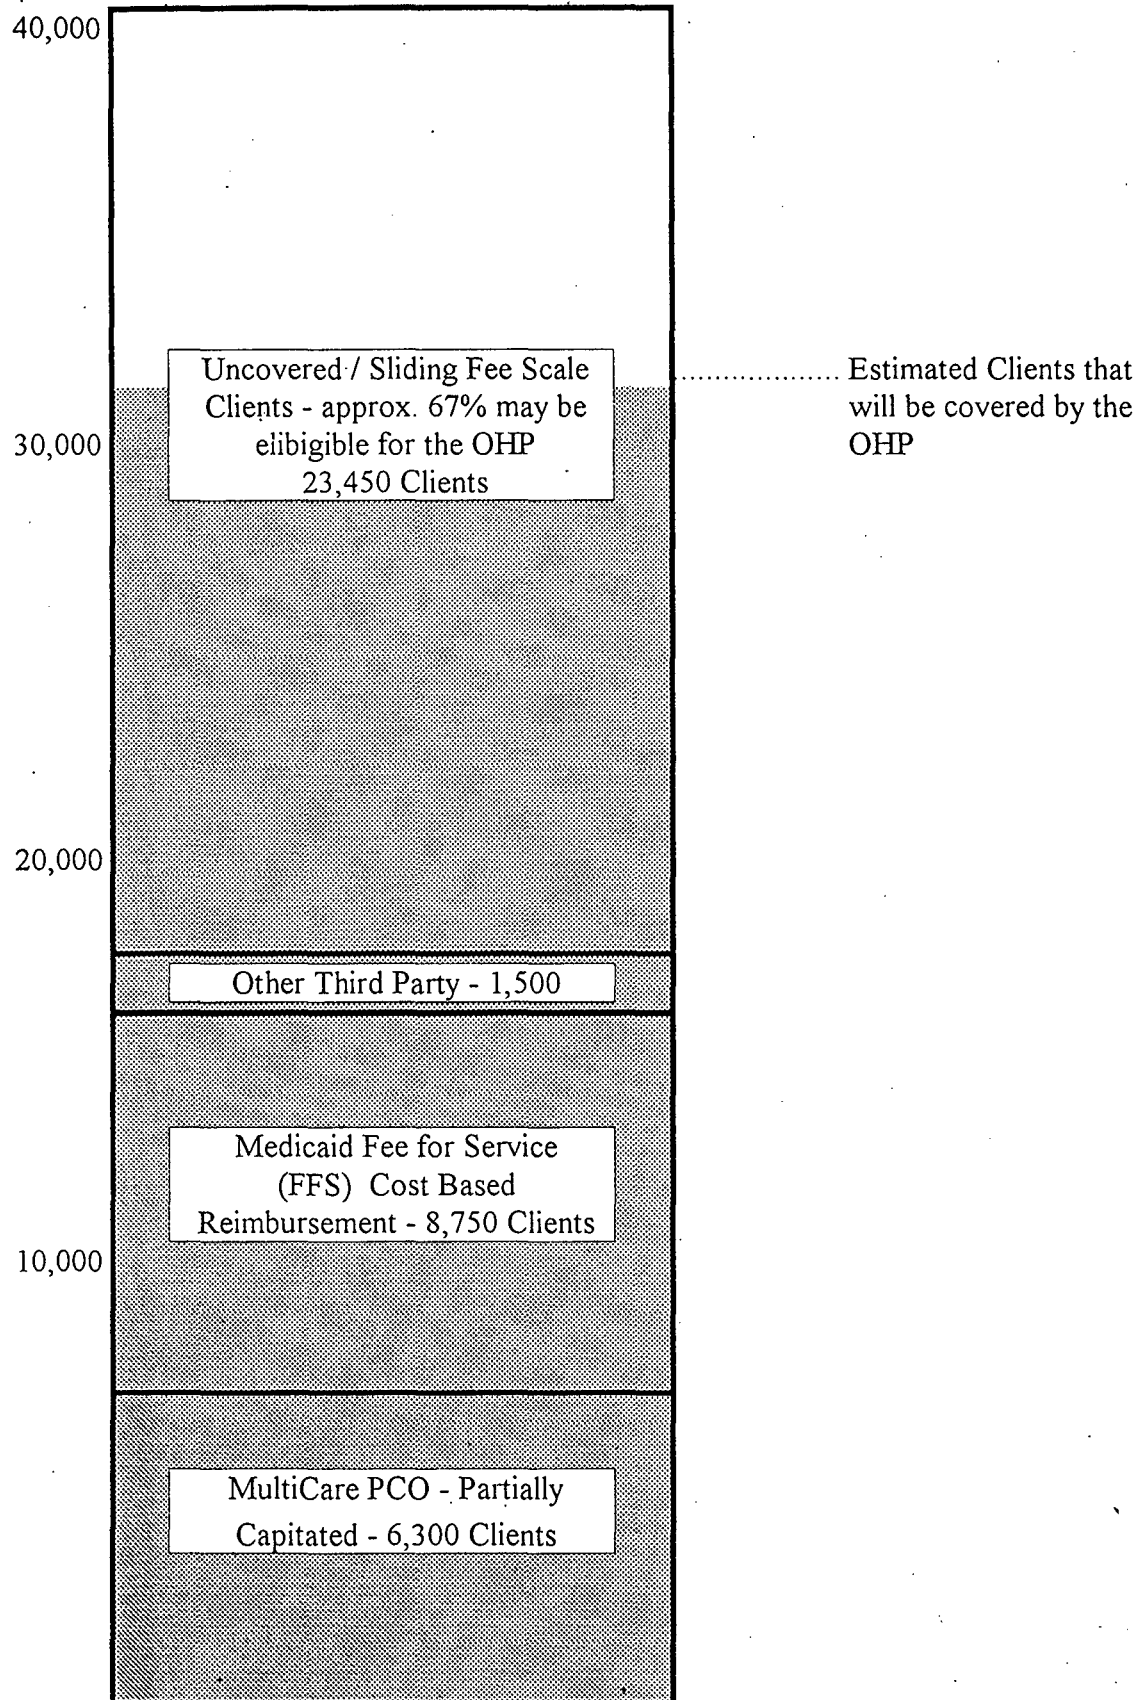 40,000
Uncovered / Sliding Fee Scale
Clients - approx. 67% may be
elibigible for the OHP
23,450 Clients
Estimated Clients that
will be covered by the
OHP
30,000
20,000
Other Third Party - 1,500
Medicaid Fee for Service
(FFS) Cost Based
Reimbursement - 8,750 Clients
10,000
MultiCare PCO - Partially
Capitated - 6,300 Clients